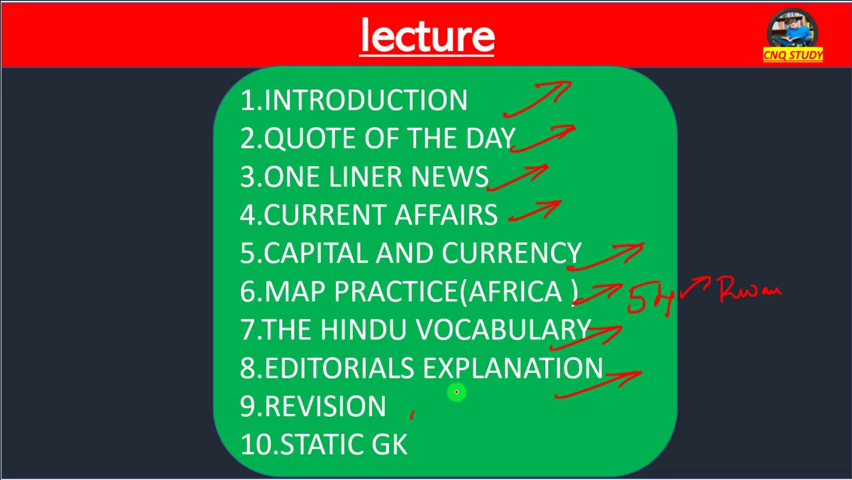 lecture
CNQ STUDY
1.INTRODUCTION
2.QUOTE OF THE DAY
3.ONE LINER NEWS
4.CURRENT AFFAIRS
5.CAPITAL AND CURRENCY
6.MAP PRACTICE(AFRICA ) 54
7.THE HINDU VOCABULARY
8.EDITORIALS EXPLANATION
9.REVISION
10.STATIC GK